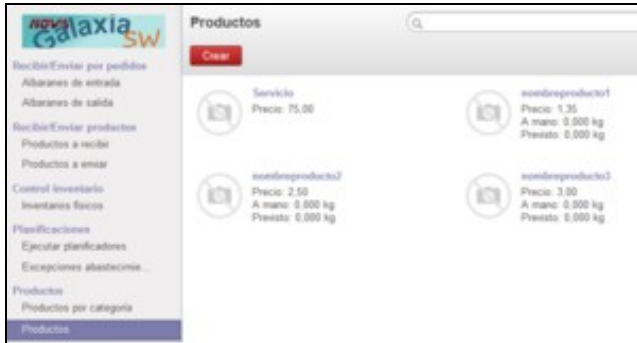 Nova
Galaxia
SW
Recibir/Enviar por pedidos
Albaranes de entrada
Albaranes de salida
Recibir/Enviar productos
Productos a recibir
Productos a enviar
Control inventario
Inventarios físicos
Planificaciones
Ejecutar planificadores
Excepciones abastecimie...
Productos
Productos por categoría
Productos
Productos
Crear
Servicio
Precio: 75,00
nombreproducto1
Precio: 1,35
A mano: 0,000 kg
Previsto: 0,000 kg
nombreproducto2
Precio: 2,50
A mano: 0,000 kg
Previsto: 0,000 kg
nombreproducto3
Precio: 3,00
A mano: 0,000 kg
Previsto: 0,000 kg